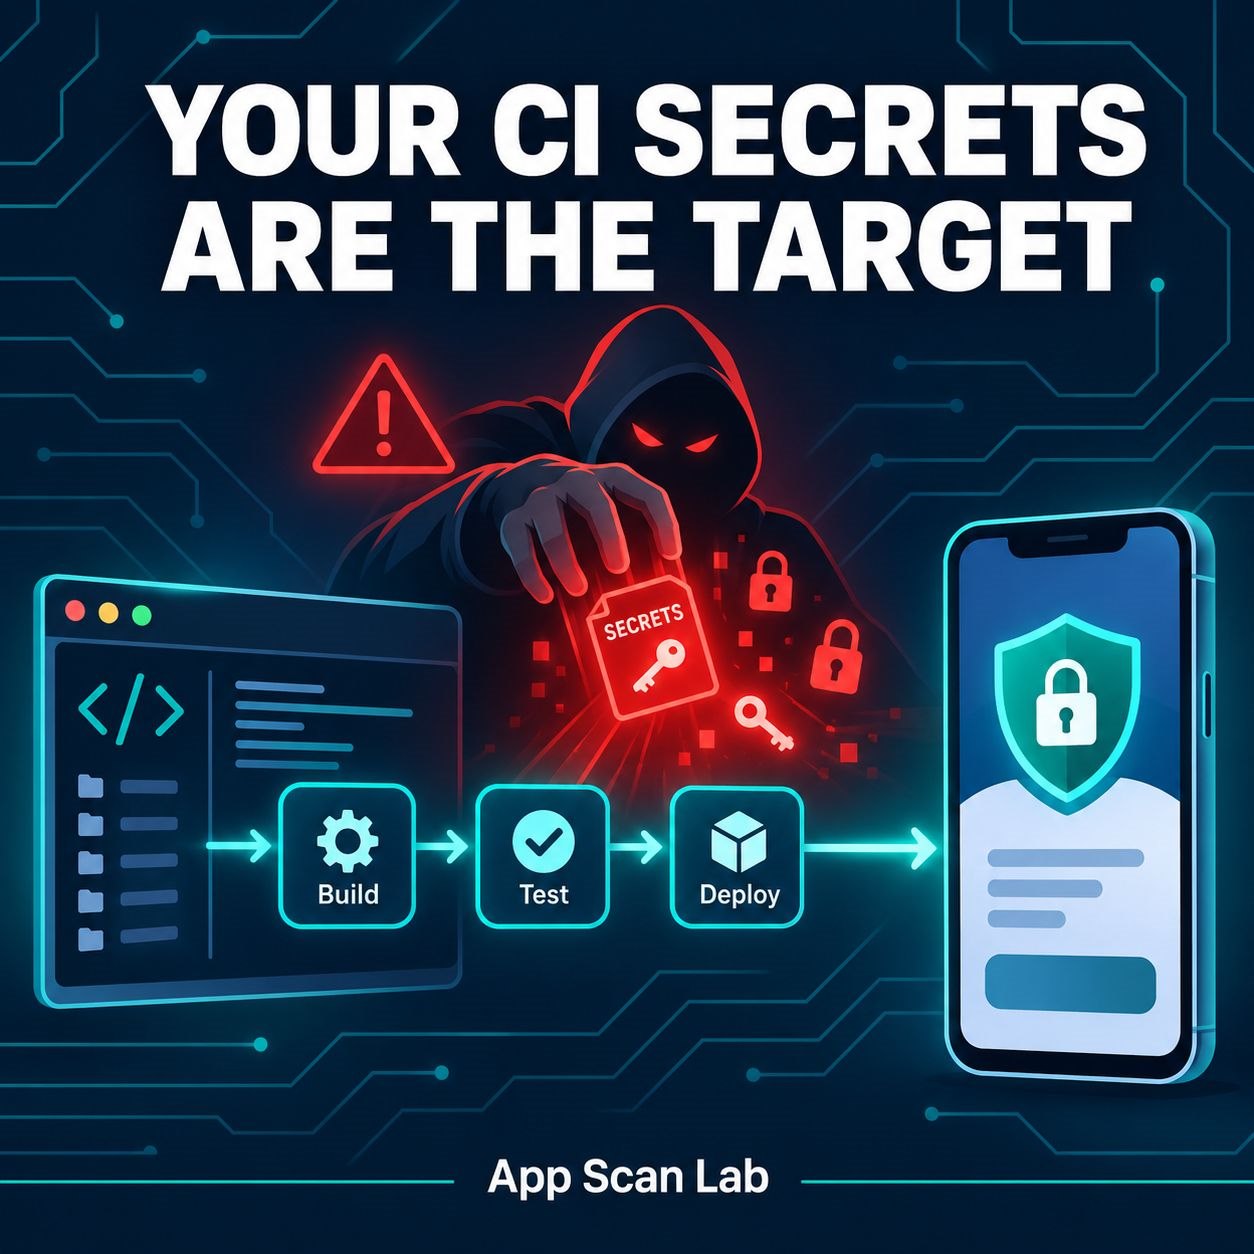 YOUR CI SECRETS
ARE THE TARGET
SECRETS
Build
Test
Deploy
App Scan Lab